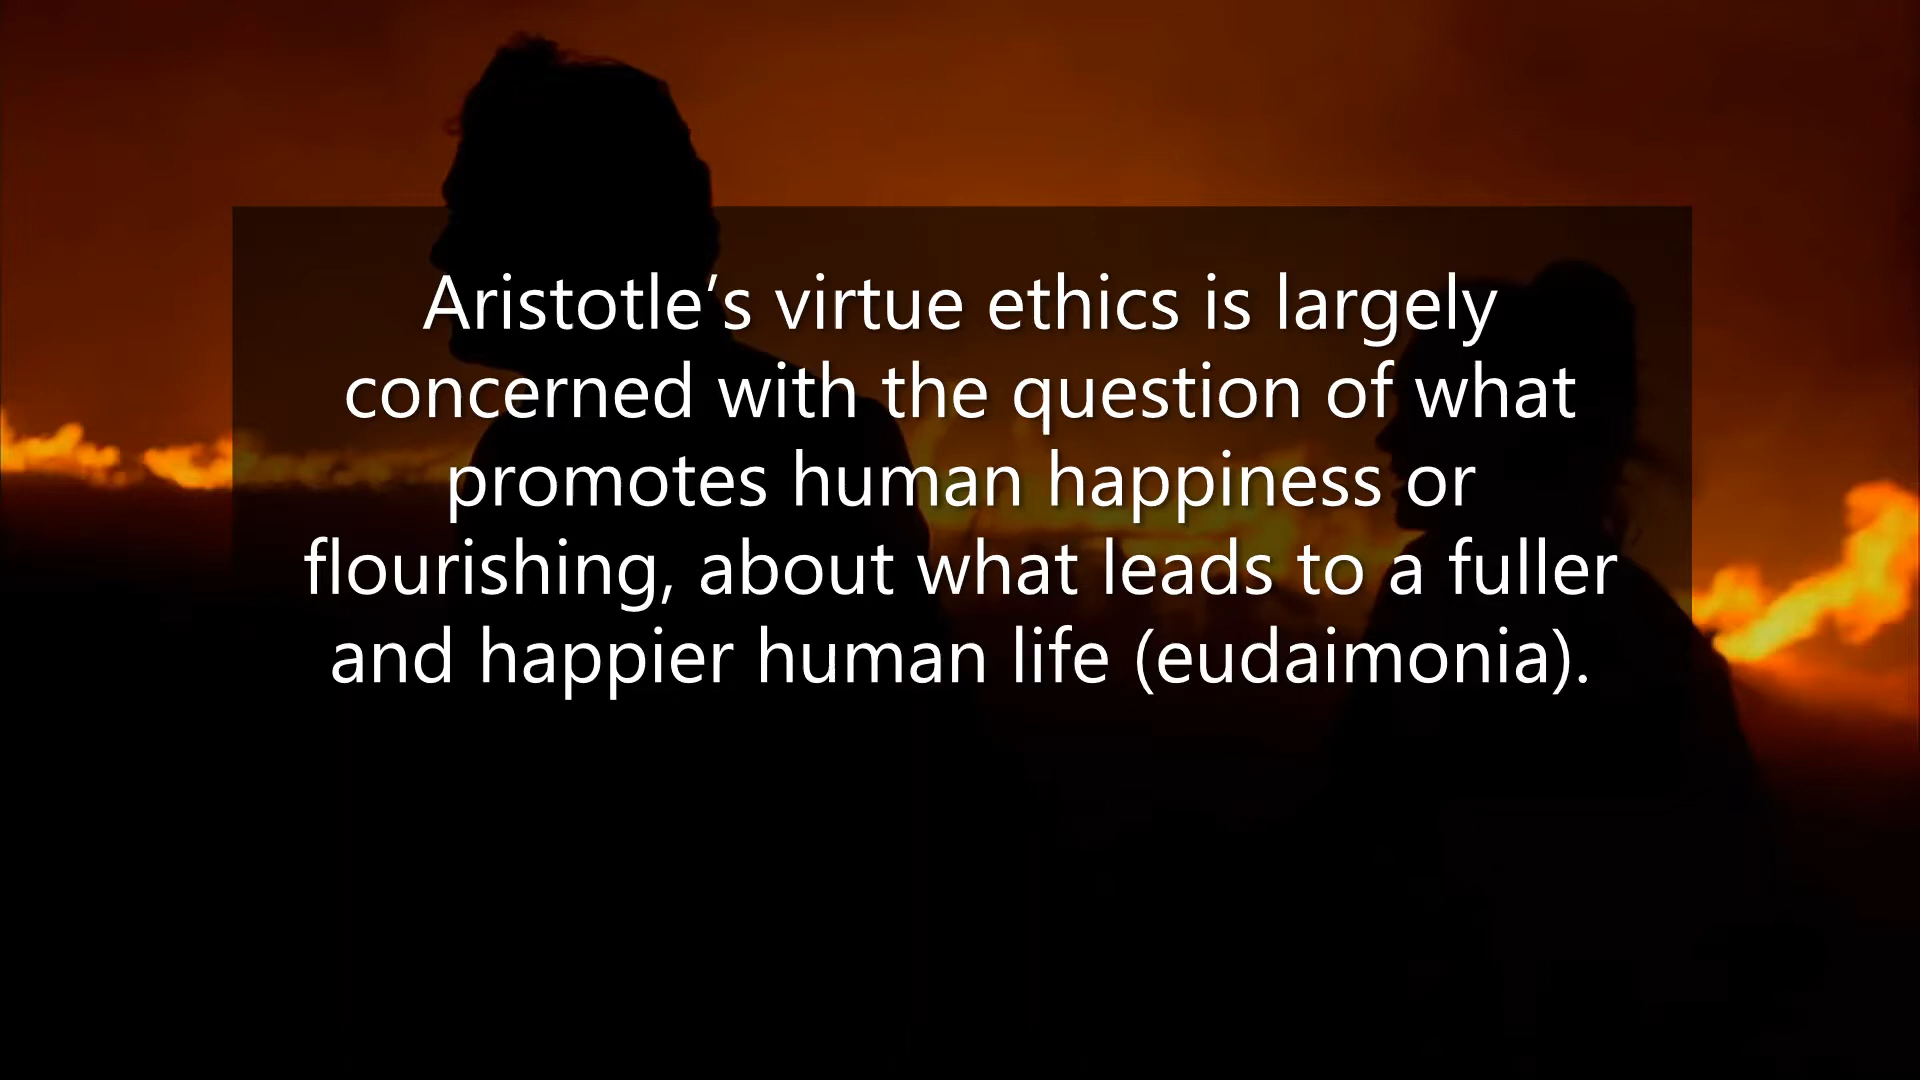 Aristotle’s virtue ethics is largely
concerned with the question of what
promotes human happiness or
flourishing, about what leads to a fuller
and happier human life (eudaimonia).